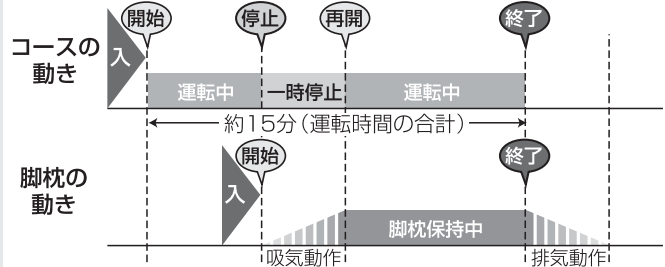 開始
停止
再開
終了
コースの
動き
入
運転中
一時停止
運転中
約15分（運転時間の合計）
開始
終了
脚枕の
動き
入
脚枕保持中
吸気動作
排気動作